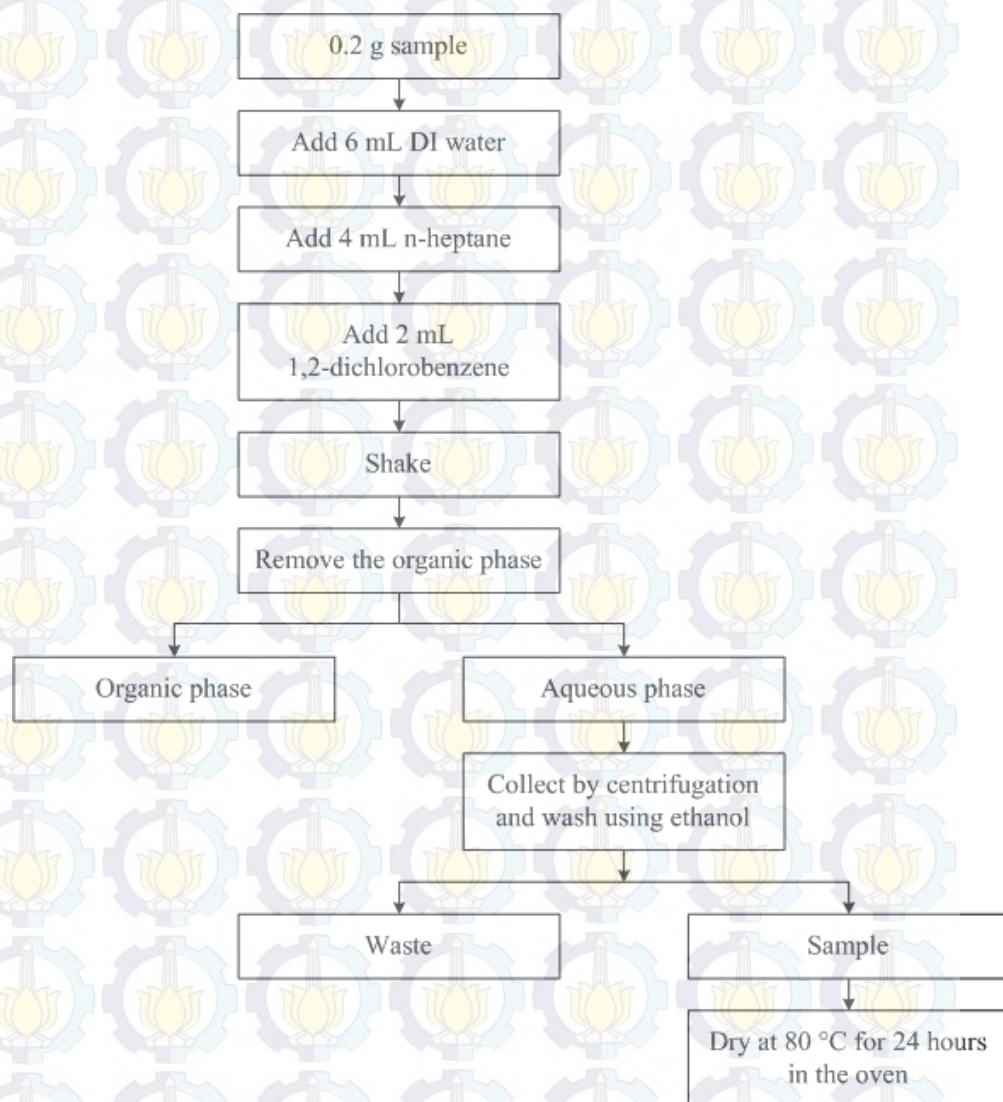 0.2 g sample
Add 6 mL DI water
Add 4 mL n-heptane
Add 2 mL
1,2-dichlorobenzene
Shake
Remove the organic phase
Organic phase
Aqueous phase
Collect by centrifugation
and wash using ethanol
Waste
Sample
Dry at 80 °C for 24 hours
in the oven